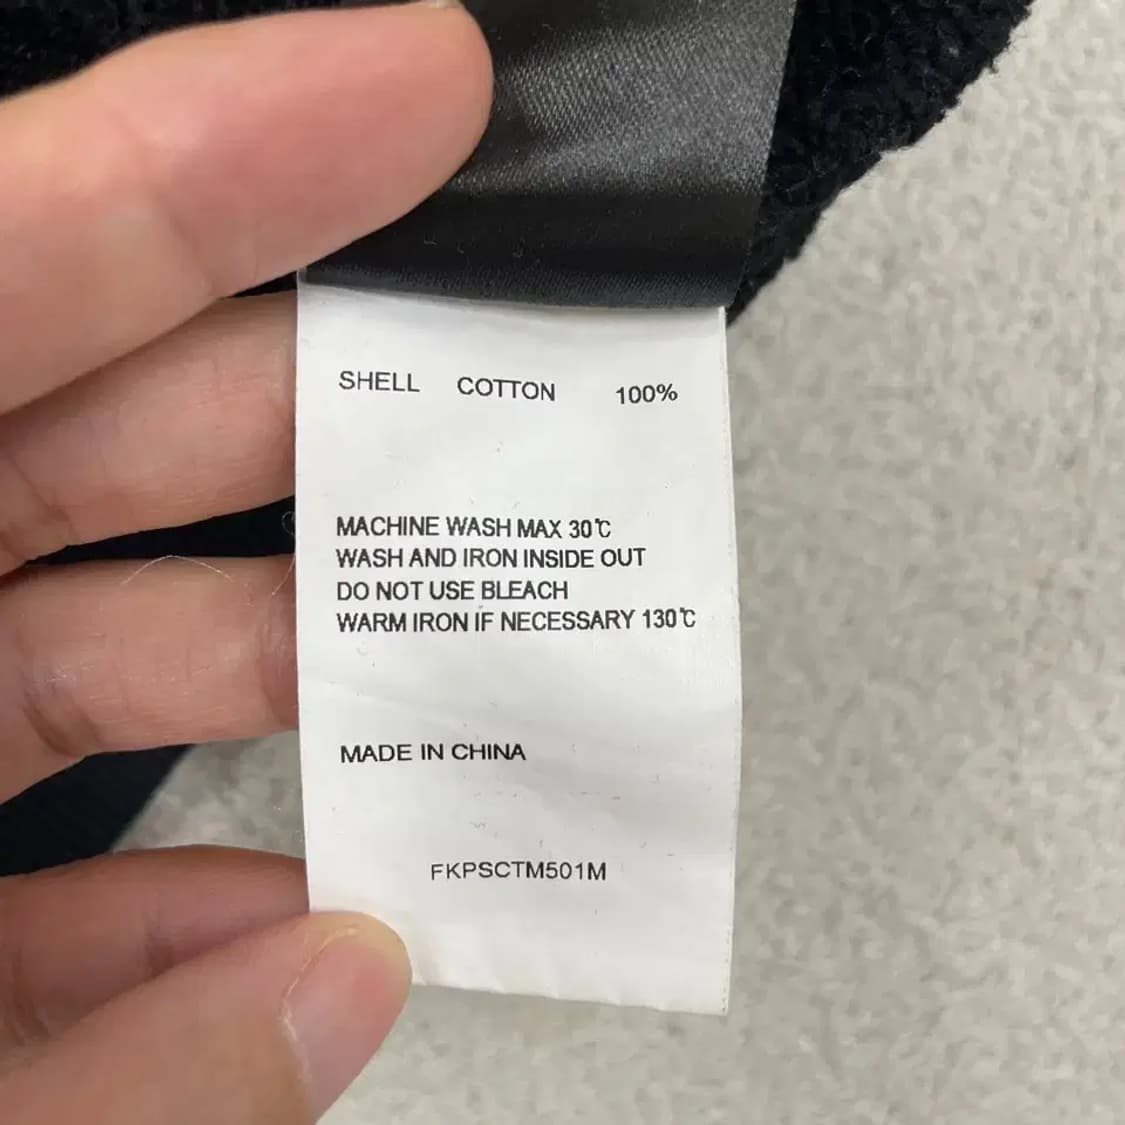 SHELL COTTON 100%
MACHINE WASH MAX 30℃
WASH AND IRON INSIDE OUT
DO NOT USE BLEACH
WARM IRON IF NECESSARY 130℃
MADE IN CHINA
FKPSCTM501M